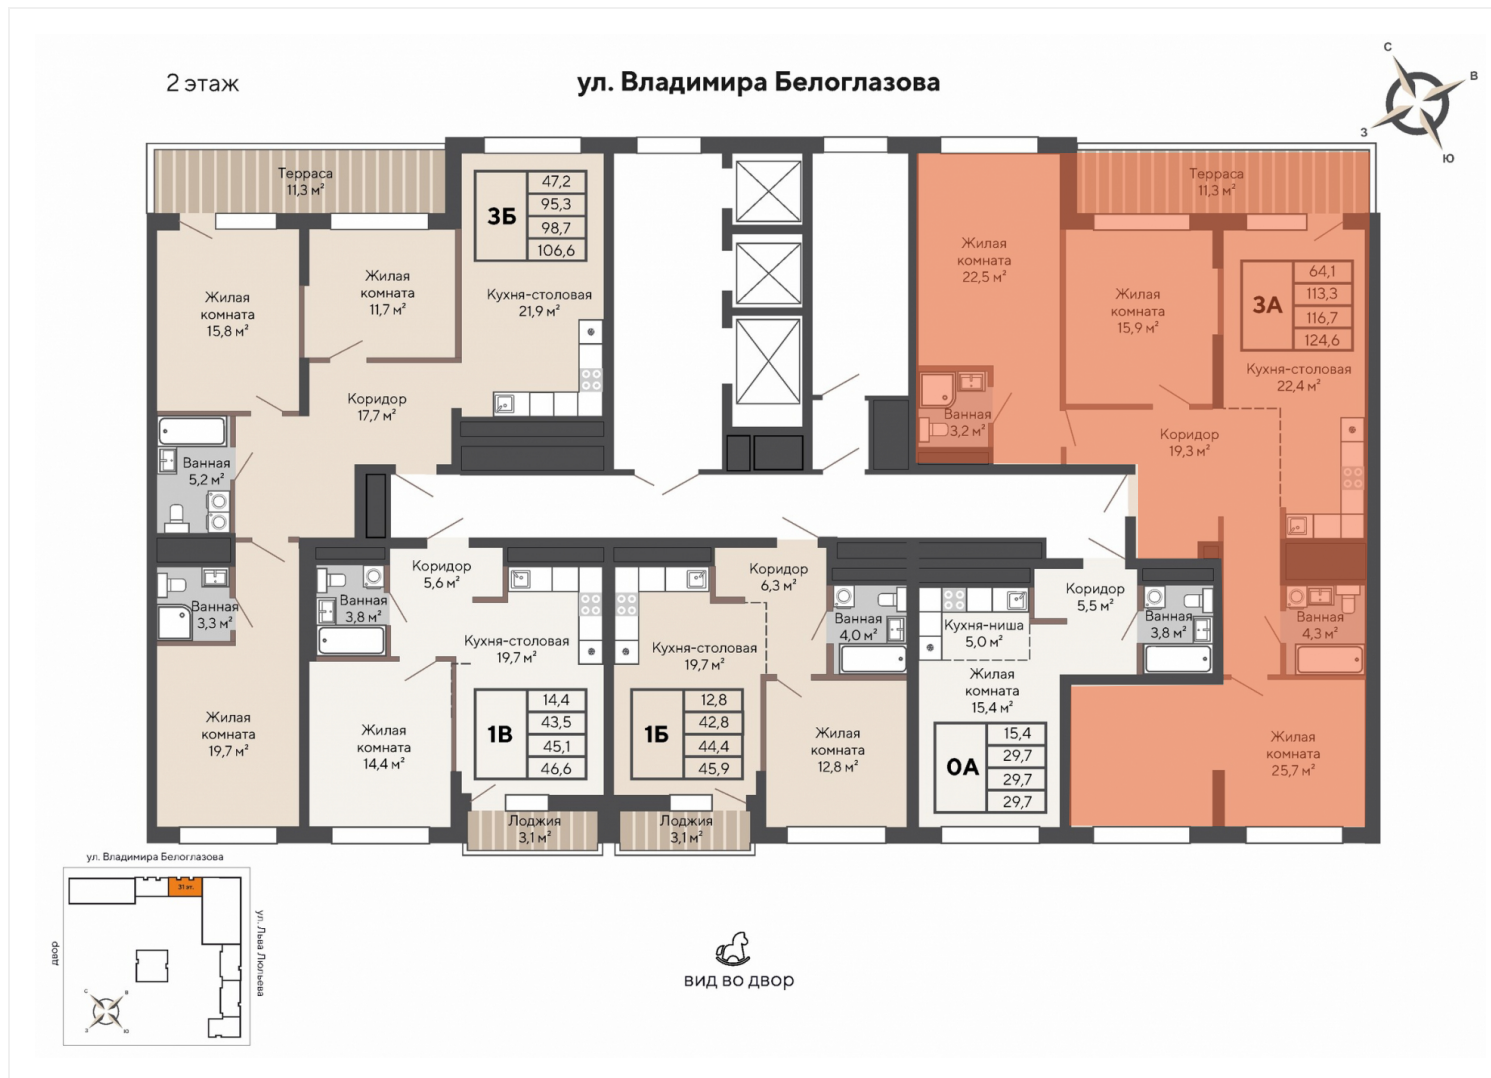 2 этаж
ул. Владимира Белоглазова
С
В
З
Ю
Терраса
11,3 м²
3Б
47,2
95,3
98,7
106,6
Жилая
комната
15,8 м²
Жилая
комната
11,7 м²
Кухня-столовая
21,9 м²
Коридор
17,7 м²
Ванная
5,2 м²
Ванная
3,3 м²
Жилая
комната
19,7 м²
Терраса
11,3 м²
Жилая
комната
22,5 м²
Жилая
комната
15,9 м²
3А
64,1
113,3
116,7
124,6
Кухня-столовая
22,4 м²
Ванная
3,2 м²
Коридор
19,3 м²
Ванная
4,3 м²
Жилая
комната
25,7 м²
Коридор
5,6 м²
Ванная
3,8 м²
Кухня-столовая
19,7 м²
Жилая
комната
14,4 м²
1В
14,4
43,5
45,1
46,6
Лоджия
3,1 м²
Коридор
6,3 м²
Ванная
4,0 м²
Кухня-столовая
19,7 м²
1Б
12,8
42,8
44,4
45,9
Жилая
комната
12,8 м²
Лоджия
3,1 м²
Коридор
5,5 м²
Кухня-ниша
5,0 м²
Ванная
3,8 м²
Жилая
комната
15,4 м²
0А
15,4
29,7
29,7
29,7
ул. Владимира Белоглазова
31 эт.
двор
ул. Льва Люльева
С
В
З
Ю
вид во двор